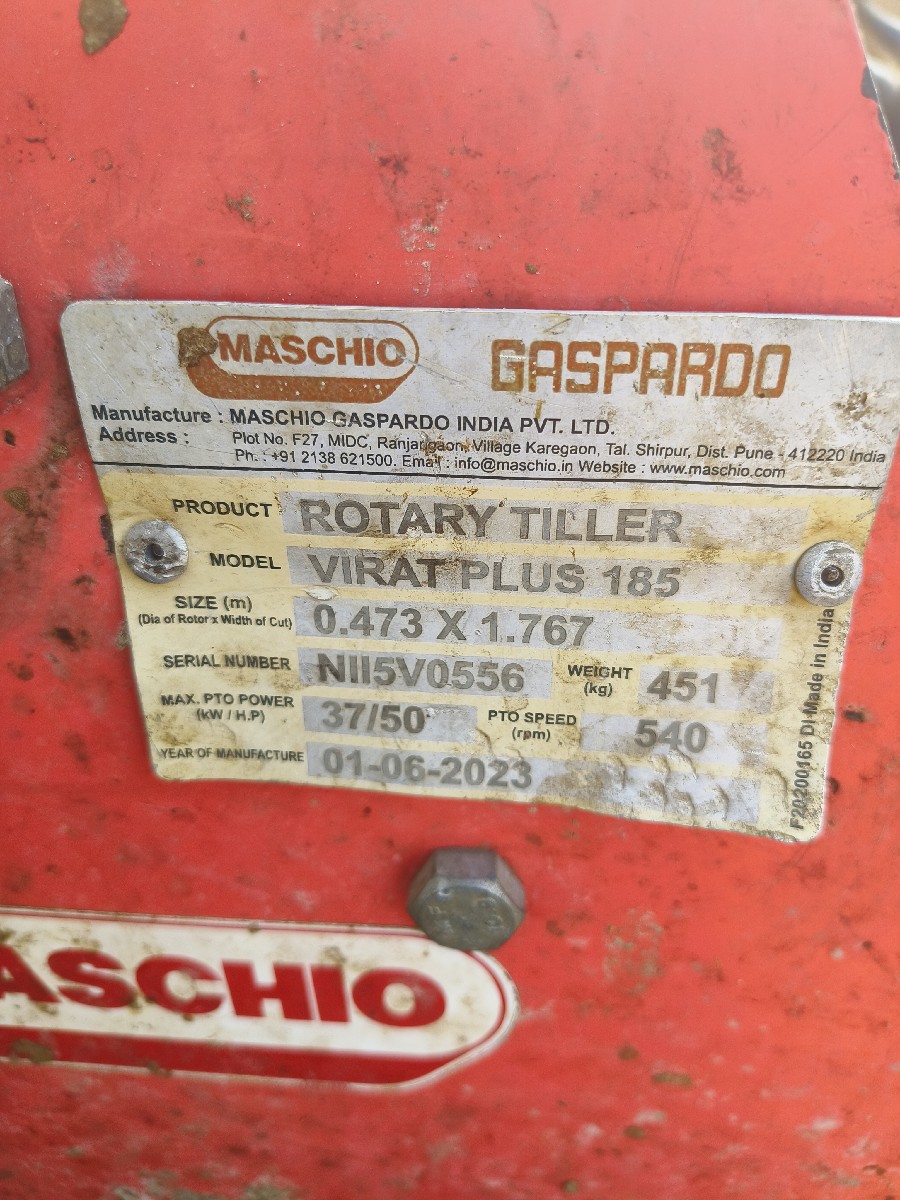 MASCHIO GASPARDO
Manufacture : MASCHIO GASPARDO INDIA PVT. LTD.
Address : Plot No. F27, MIDC, Ranjangaon, Village Karegaon, Tal. Shirpur, Dist. Pune - 412220 India
Ph. : +91 2138 621500. Email : info@maschio.in Website : www.maschio.com
PRODUCT ROTARY TILLER
MODEL VIRAT PLUS 185
SIZE (m) 0.473 X 1.767
(Dia of Rotor x Width of Cut)
SERIAL NUMBER NII5V0556 WEIGHT (kg) 451
MAX. PTO POWER (kW / H.P) 37/50 PTO SPEED (rpm) 540
YEAR OF MANUFACTURE 01-06-2023
F20200165 DI Made in India
ASCHIO